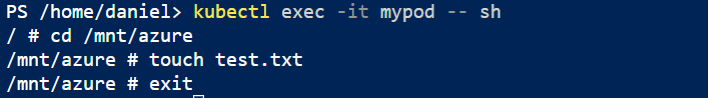 PS /home/daniel> kubectl exec -it mypod -- sh
/ # cd /mnt/azure
/mnt/azure # touch test.txt
/mnt/azure # exit